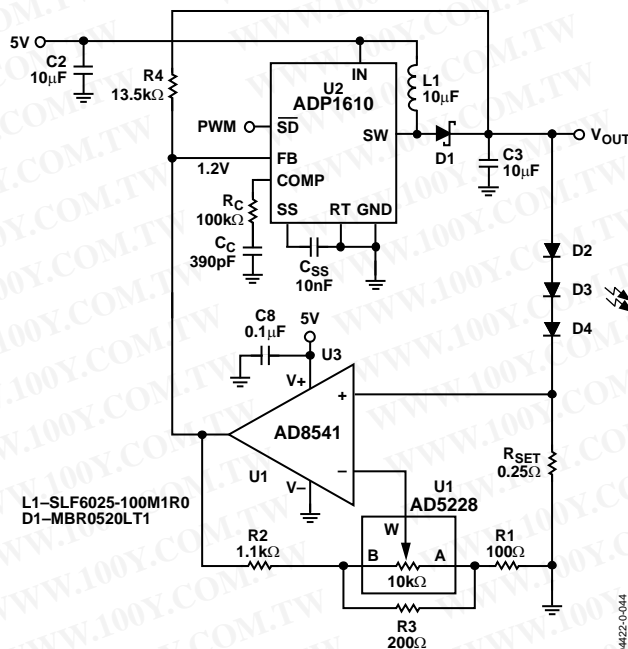 5V
C2
10μF
R4
13.5kΩ
IN
U2
ADP1610
L1
10μF
PWM
SD
SW
D1
VOUT
C3
10μF
FB
1.2V
COMP
RC
100kΩ
SS
RT
GND
CC
390pF
CSS
10nF
D2
D3
D4
C8
0.1μF
5V
U3
V+
+
AD8541
–
U1
V–
RSET
0.25Ω
L1–SLF6025-100M1R0
D1–MBR0520LT1
U1
AD5228
W
B
A
10kΩ
R2
1.1kΩ
R1
100Ω
R3
200Ω
04422-0-044
WWW.100Y.COM.TW